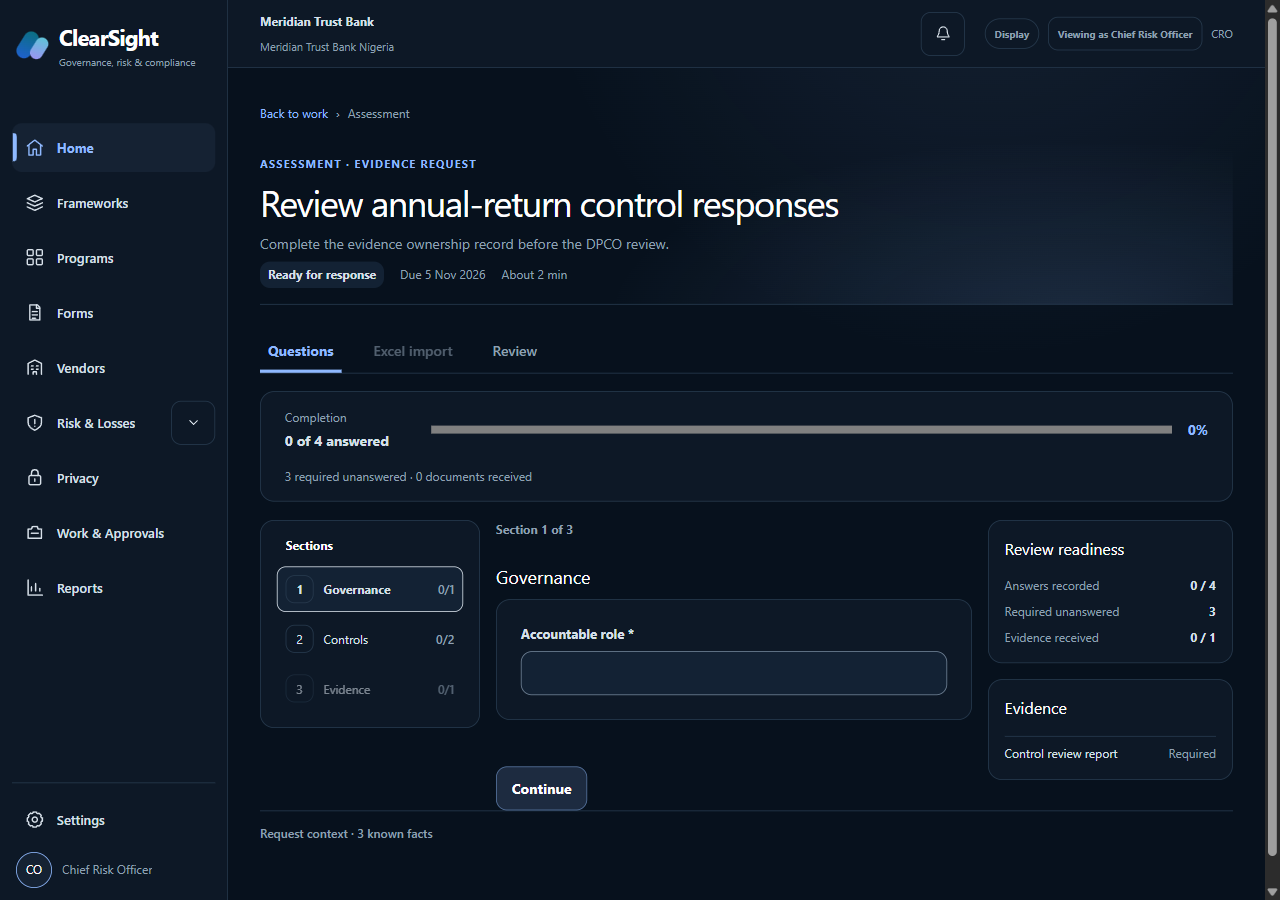 ClearSight
Governance, risk & compliance
Home
Frameworks
Programs
Forms
Vendors
Risk & Losses
Privacy
Work & Approvals
Reports
Settings
CO
Chief Risk Officer
Meridian Trust Bank
Meridian Trust Bank Nigeria
Display
Viewing as Chief Risk Officer
CRO
Back to work › Assessment
ASSESSMENT · EVIDENCE REQUEST
Review annual-return control responses
Complete the evidence ownership record before the DPCO review.
Ready for response Due 5 Nov 2026 About 2 min
Questions Excel import Review
Completion
0 of 4 answered
0%
3 required unanswered · 0 documents received
Sections
1 Governance 0/1
2 Controls 0/2
3 Evidence 0/1
Section 1 of 3
Governance
Accountable role *
Continue
Review readiness
Answers recorded 0 / 4
Required unanswered 3
Evidence received 0 / 1
Evidence
Control review report Required
Request context · 3 known facts